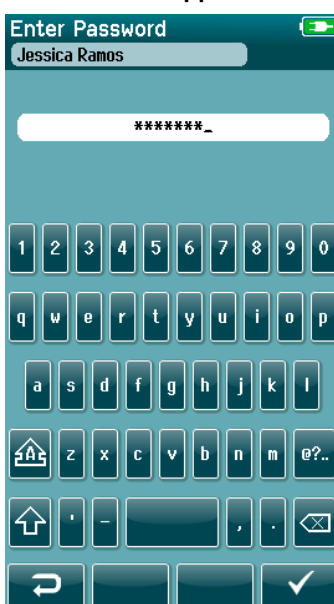 Enter Password
Jessica Ramos
*******_
1 2 3 4 5 6 7 8 9 0
q w e r t y u i o p
a s d f g h j k l
A z x c v b n m @?..
' - , .